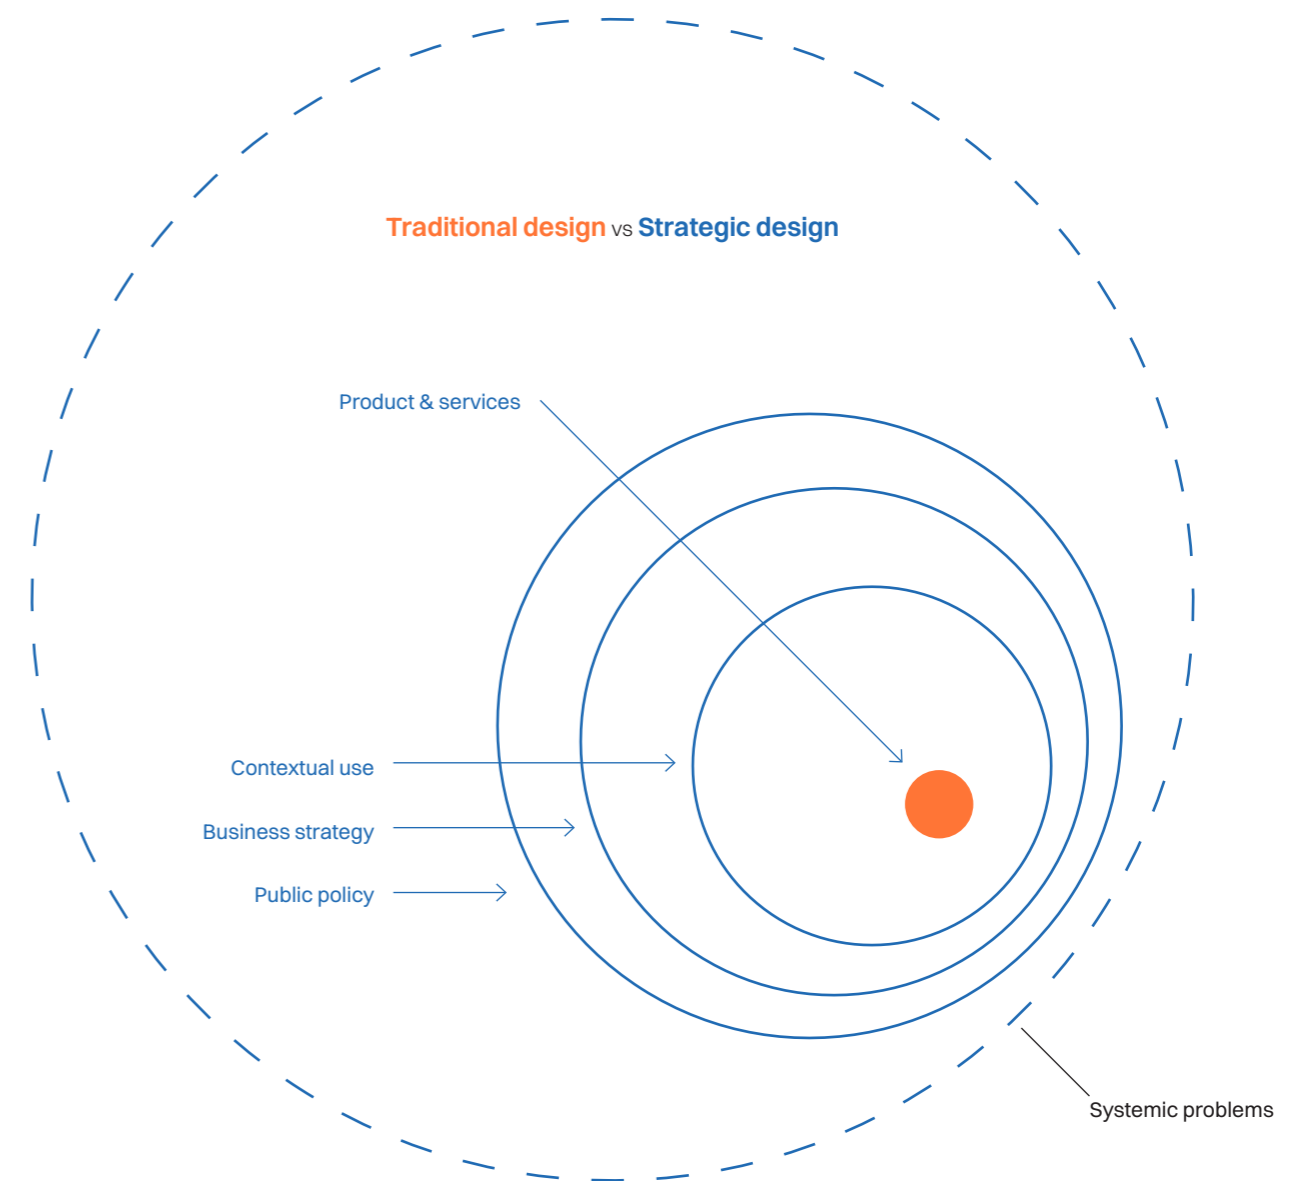 Traditional design vs Strategic design
Product & services
Contextual use
Business strategy
Public policy
Systemic problems